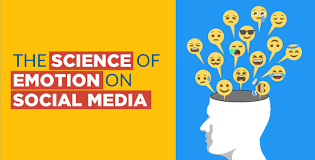 THE SCIENCE OF
EMOTION ON
SOCIAL MEDIA